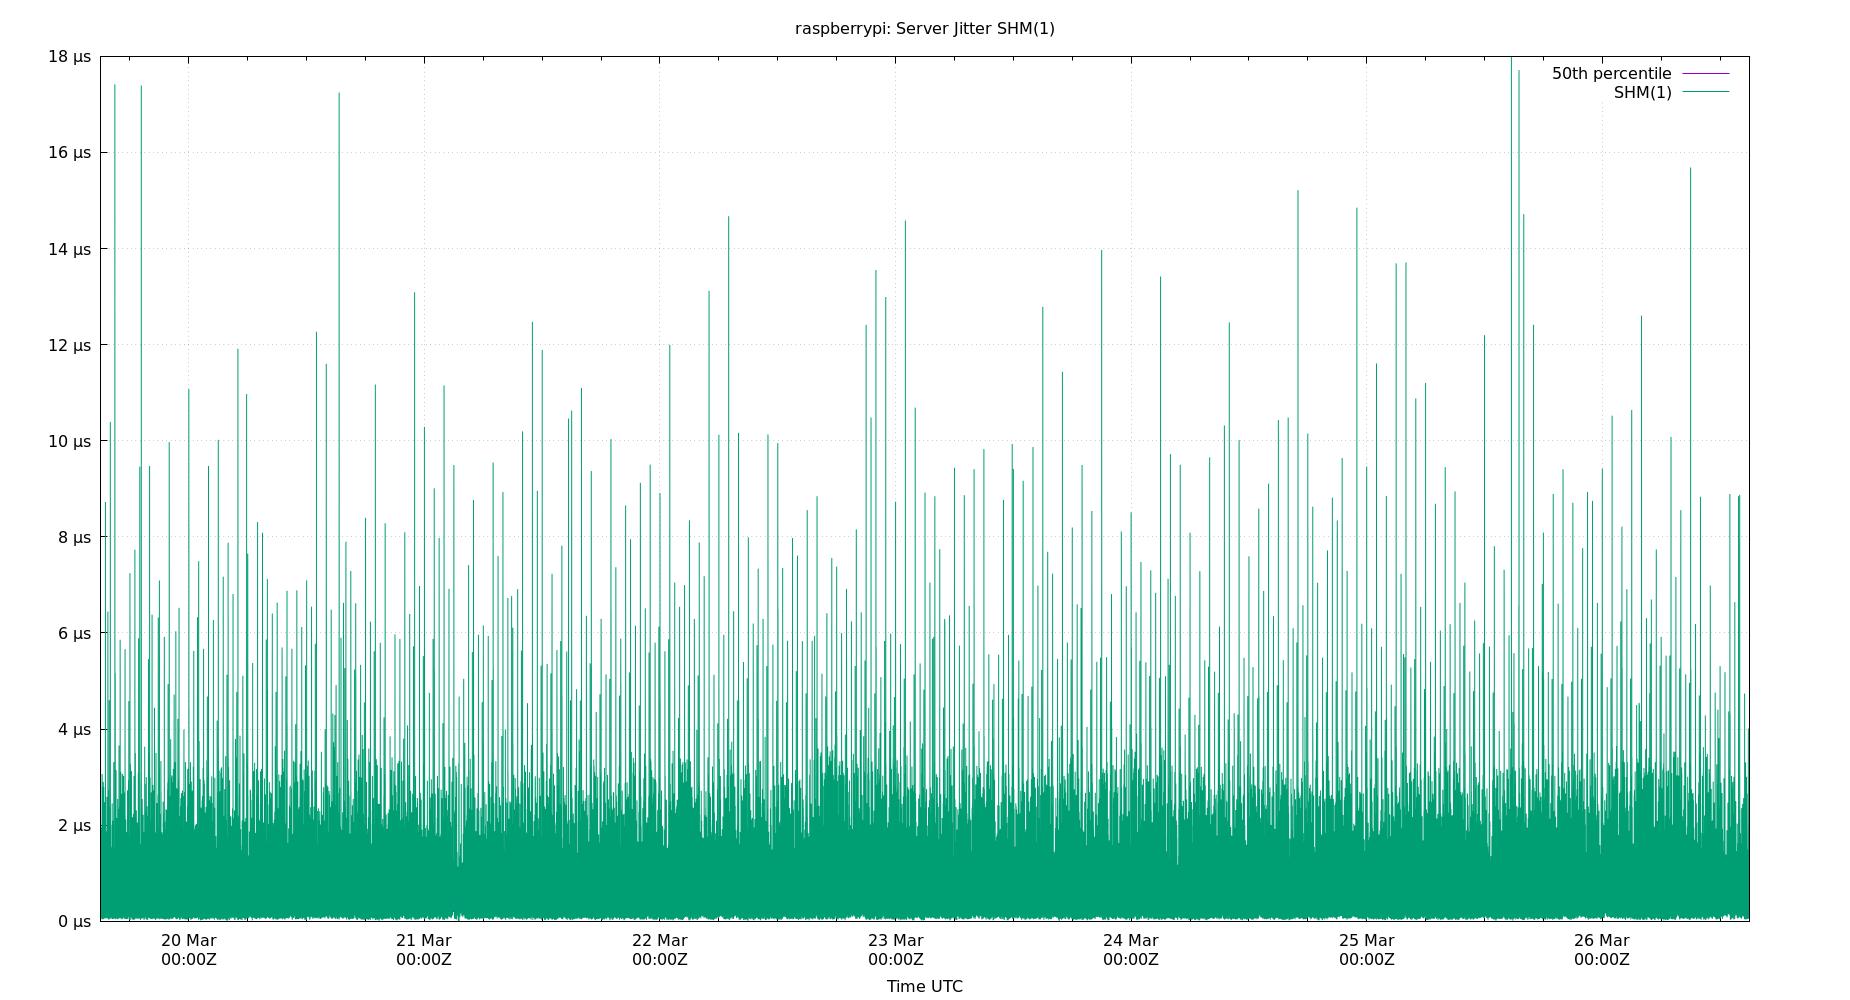 raspberrypi: Server Jitter SHM(1)
50th percentile
SHM(1)
18 µs
16 µs
14 µs
12 µs
10 µs
8 µs
6 µs
4 µs
2 µs
0 µs
20 Mar 21 Mar 22 Mar 23 Mar 24 Mar 25 Mar 26 Mar
00:00Z 00:00Z 00:00Z 00:00Z 00:00Z 00:00Z 00:00Z
Time UTC